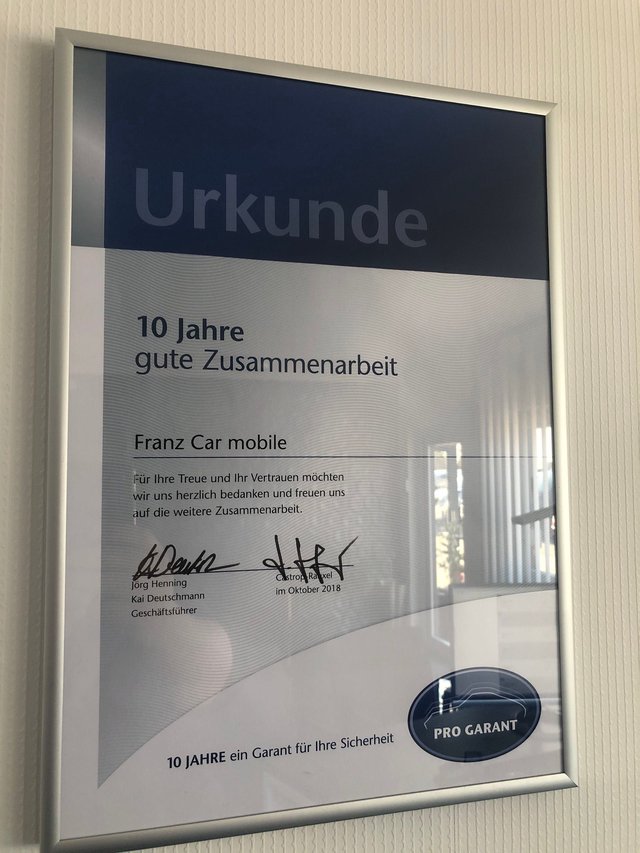 Urkunde
10 Jahre
gute Zusammenarbeit
Franz Car mobile
Für Ihre Treue und Ihr Vertrauen möchten
wir uns herzlich bedanken und freuen uns
auf die weitere Zusammenarbeit.
Jörg Henning
Kai Deutschmann
Geschäftsführer
Castrop Rauxel
im Oktober 2018
PRO GARANT
10 JAHRE ein Garant für Ihre Sicherheit